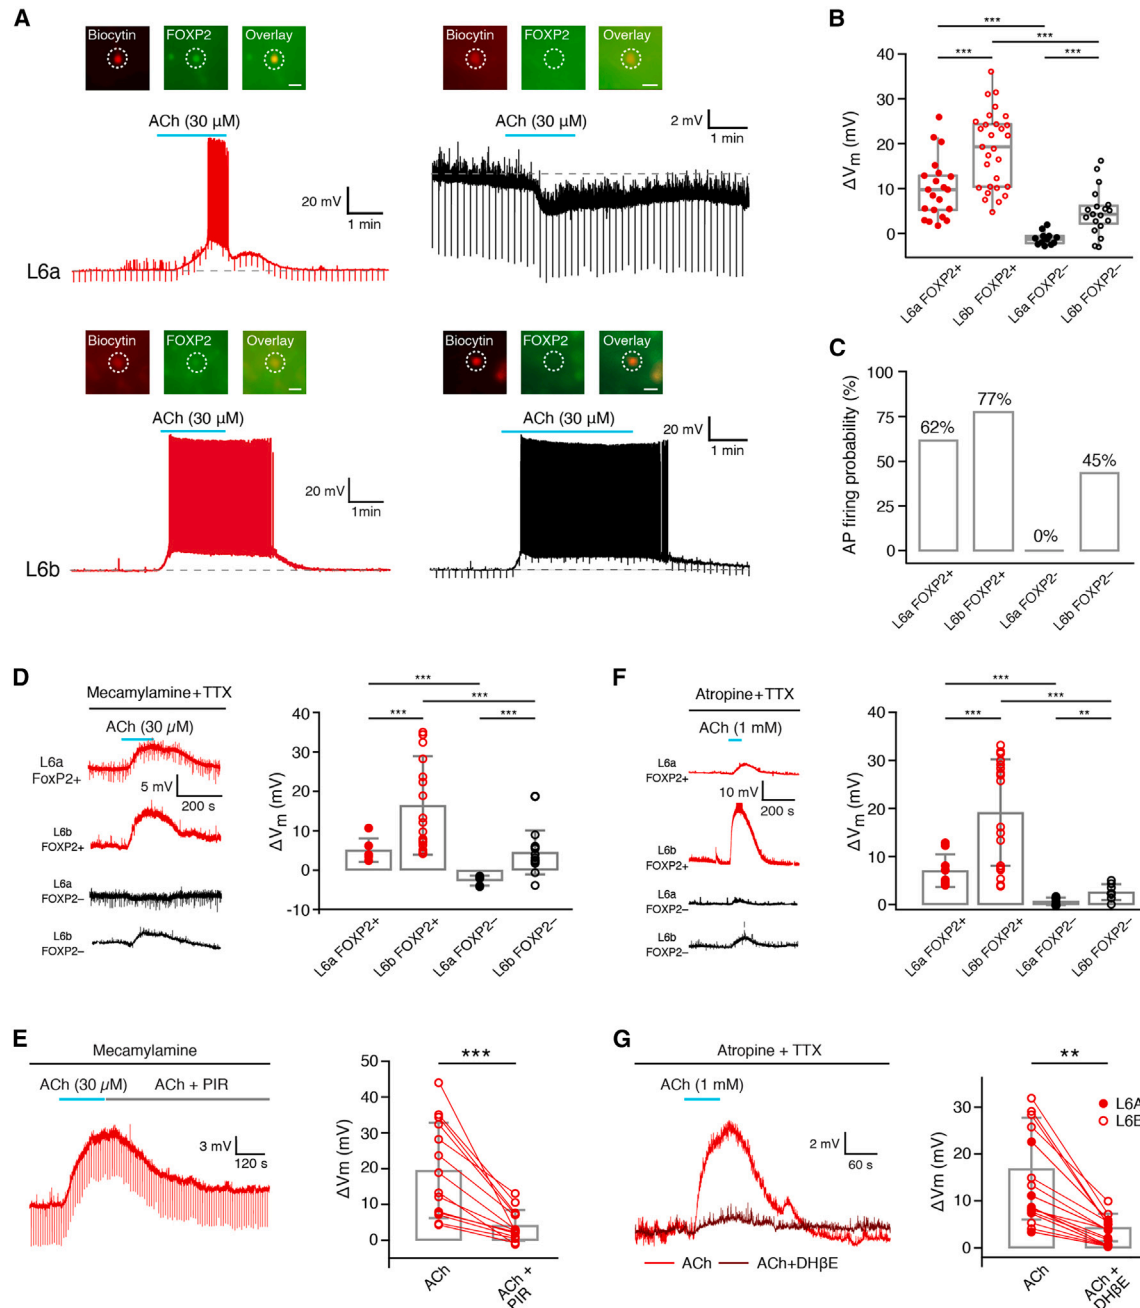 A
Biocytin FOXP2 Overlay
ACh (30 µM)
20 mV
1 min
L6a
Biocytin FOXP2 Overlay
ACh (30 µM)
2 mV
1 min
Biocytin FOXP2 Overlay
ACh (30 µM)
20 mV
1min
L6b
Biocytin FOXP2 Overlay
ACh (30 µM)
20 mV
1 min
B
***
***
*** ***
40
30
20
10
0
ΔVm (mV)
L6a FOXP2+ L6b FOXP2+ L6a FOXP2– L6b FOXP2–
C
100
75
50
25
0
AP firing probability (%)
62% 77% 0% 45%
L6a FOXP2+ L6b FOXP2+ L6a FOXP2- L6b FOXP2–
D
Mecamylamine+TTX
ACh (30 µM)
L6a
FoxP2+
5 mV
200 s
L6b
FOXP2+
L6a
FOXP2–
L6b
FOXP2–
***
***
*** ***
40
30
20
10
0
-10
ΔVm (mV)
L6a FOXP2+ L6b FOXP2+ L6a FOXP2– L6b FOXP2–
F
Atropine+TTX
ACh (1 mM)
L6a
FOXP2+
10 mV
200 s
L6b
FOXP2+
L6a
FOXP2–
L6b
FOXP2–
***
***
*** **
40
30
20
10
0
ΔVm (mV)
L6a FOXP2+ L6b FOXP2+ L6a FOXP2– L6b FOXP2–
E
Mecamylamine
ACh (30 µM) ACh + PIR
3 mV
120 s
***
50
40
30
20
10
0
ΔVm (mV)
ACh
ACh +
PIR
G
Atropine + TTX
ACh (1 mM)
2 mV
60 s
ACh ACh+DHβE
**
30
20
10
0
ΔVm (mV)
L6A
ACh
ACh +
DHβE